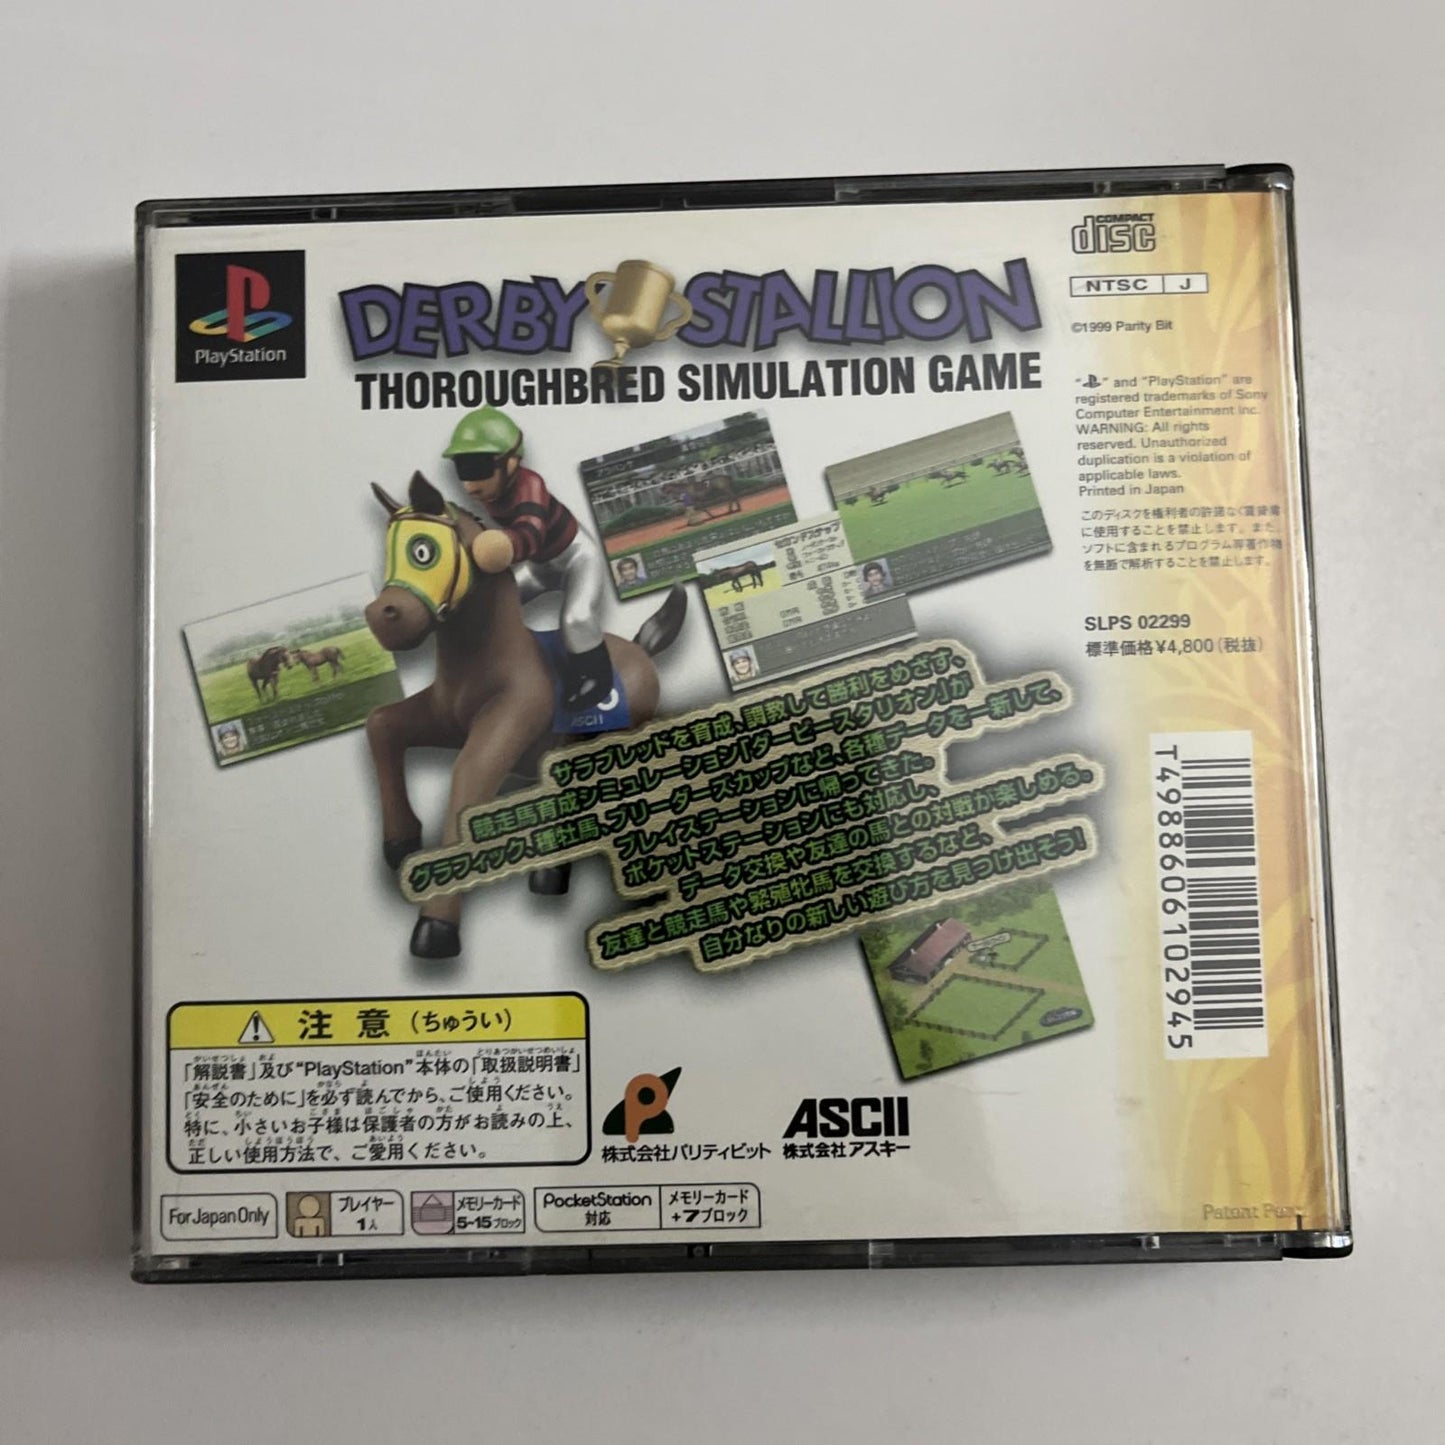 PlayStation
DERBY STALLION
THOROUGHBRED SIMULATION GAME
COMPACT
disc
NTSC J
©1999 Parity Bit
"PS" and "PlayStation" are
registered trademarks of Sony
Computer Entertainment Inc.
WARNING: All rights
reserved. Unauthorized
duplication is a violation of
applicable laws.
Printed in Japan
このディスクを権利者の許諾なく賃貸業
に使用することを禁止します。また、
ソフトに含まれるプログラム等著作物
を無断で解析することを禁止します。
SLPS 02299
標準価格¥4,800(税抜)
セカンドステップ
ASCII
サラブレッドを育成、調教して勝利をめざす、
競走馬育成シミュレーション「ダービースタリオン」が
グラフィック、種牡馬、ブリーダーズカップなど、各種データを一新して、
プレイステーションに帰ってきた。
ポケットステーションにも対応し、
データ交換や友達の馬との対戦が楽しめる。
友達と競走馬や繁殖牝馬を交換するなど、
自分なりの新しい遊び方を見つけ出そう!
T4988606102945
注意(ちゅうい)
「解説書」及び"PlayStation"本体の「取扱説明書」
「安全のために」を必ず読んでから、ご使用ください。
特に、小さいお子様は保護者の方がお読みの上、
正しい使用方法で、ご愛用ください。
株式会社パリティビット
ASCII
株式会社アスキー
For Japan Only
プレイヤー
1人
メモリーカード
5~15ブロック
PocketStation
対応
メモリーカード
+7ブロック